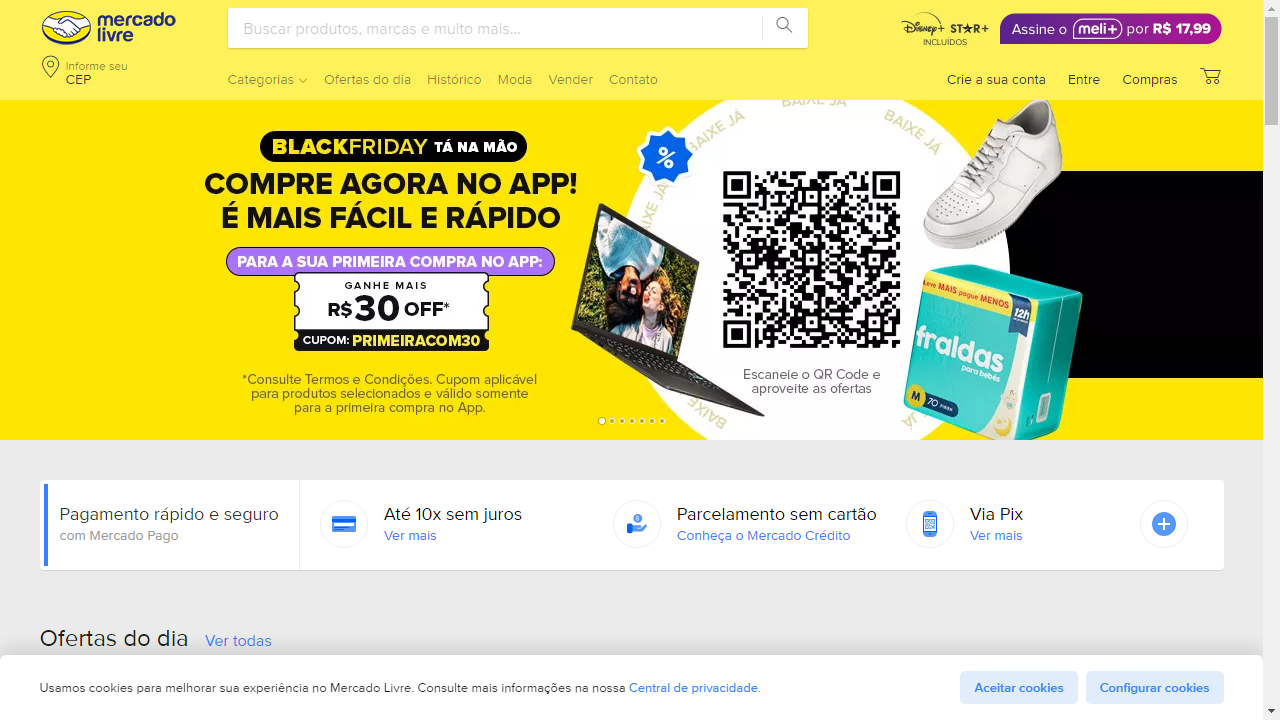 mercado
livre
Buscar produtos, marcas e muito mais...
Disney+ STAR+
INCLUÍDOS
Assine o meli+ por R$ 17,99
Informe seu
CEP
Categorias
Ofertas do dia
Histórico
Moda
Vender
Contato
Crie a sua conta
Entre
Compras
BLACKFRIDAY TÁ NA MÃO
COMPRE AGORA NO APP!
É MAIS FÁCIL E RÁPIDO
PARA A SUA PRIMEIRA COMPRA NO APP:
GANHE MAIS
R$30 OFF*
CUPOM: PRIMEIRACOM30
*Consulte Termos e Condições. Cupom aplicável
para produtos selecionados e válido somente
para a primeira compra no App.
%
BAIXE JÁ
BAIXE JÁ
BAIXE JÁ
BAIXE JÁ
BAIXE
JÁ
Escaneie o QR Code e
aproveite as ofertas
Leve MAIS pague MENOS
12h
fraldas
para bebês
M 70
Pagamento rápido e seguro
com Mercado Pago
Até 10x sem juros
Ver mais
Parcelamento sem cartão
Conheça o Mercado Crédito
Via Pix
Ver mais
Ofertas do dia
Ver todas
Usamos cookies para melhorar sua experiência no Mercado Livre. Consulte mais informações na nossa Central de privacidade.
Aceitar cookies
Configurar cookies